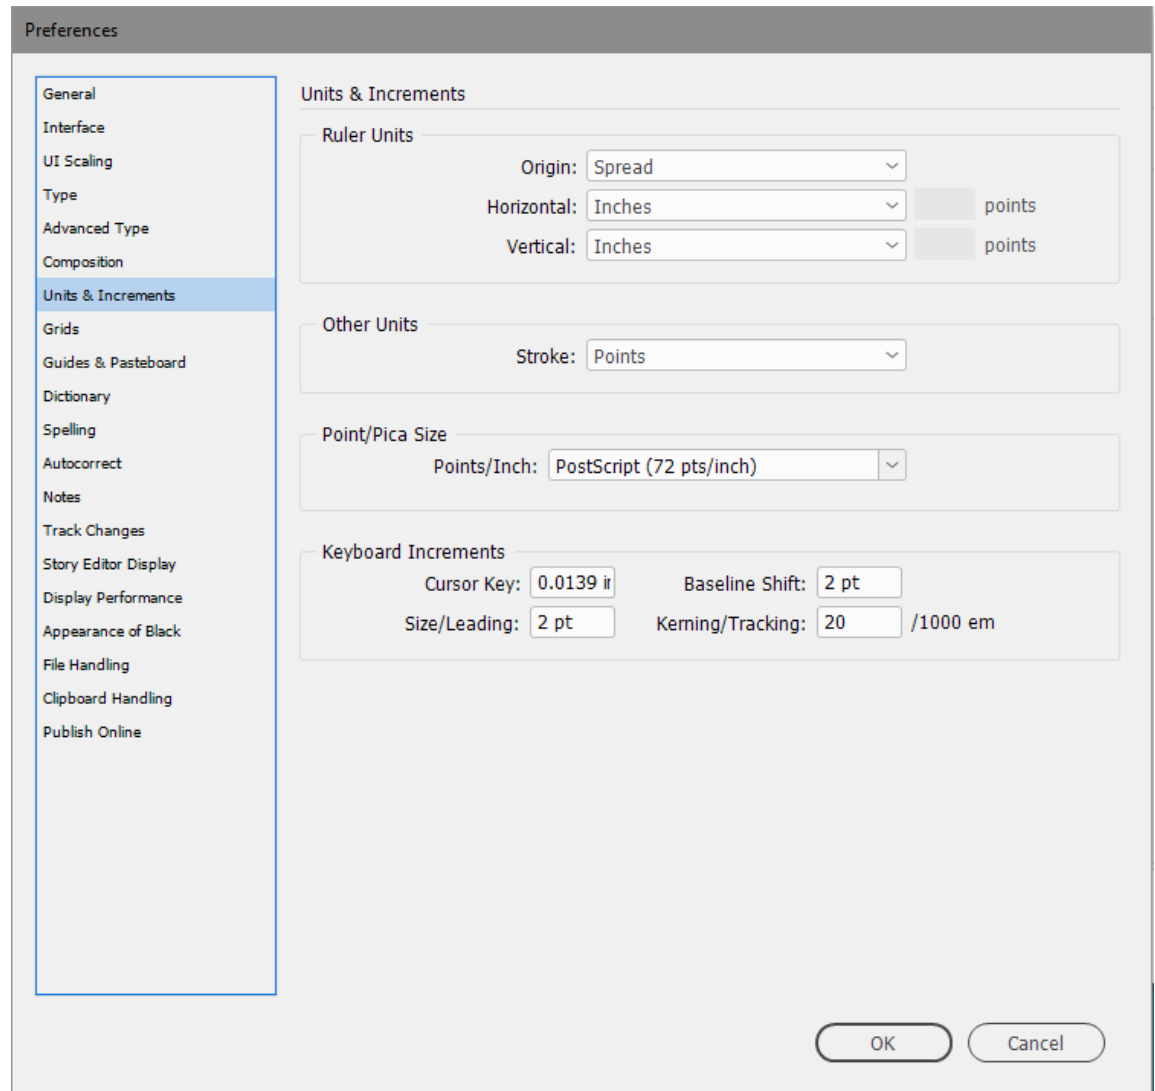 Preferences
General
Interface
UI Scaling
Type
Advanced Type
Composition
Units & Increments
Grids
Guides & Pasteboard
Dictionary
Spelling
Autocorrect
Notes
Track Changes
Story Editor Display
Display Performance
Appearance of Black
File Handling
Clipboard Handling
Publish Online
Units & Increments
Ruler Units
Origin: Spread
Horizontal: Inches points
Vertical: Inches points
Other Units
Stroke: Points
Point/Pica Size
Points/Inch: PostScript (72 pts/inch)
Keyboard Increments
Cursor Key: 0.0139 ir Baseline Shift: 2 pt
Size/Leading: 2 pt Kerning/Tracking: 20 /1000 em
OK Cancel